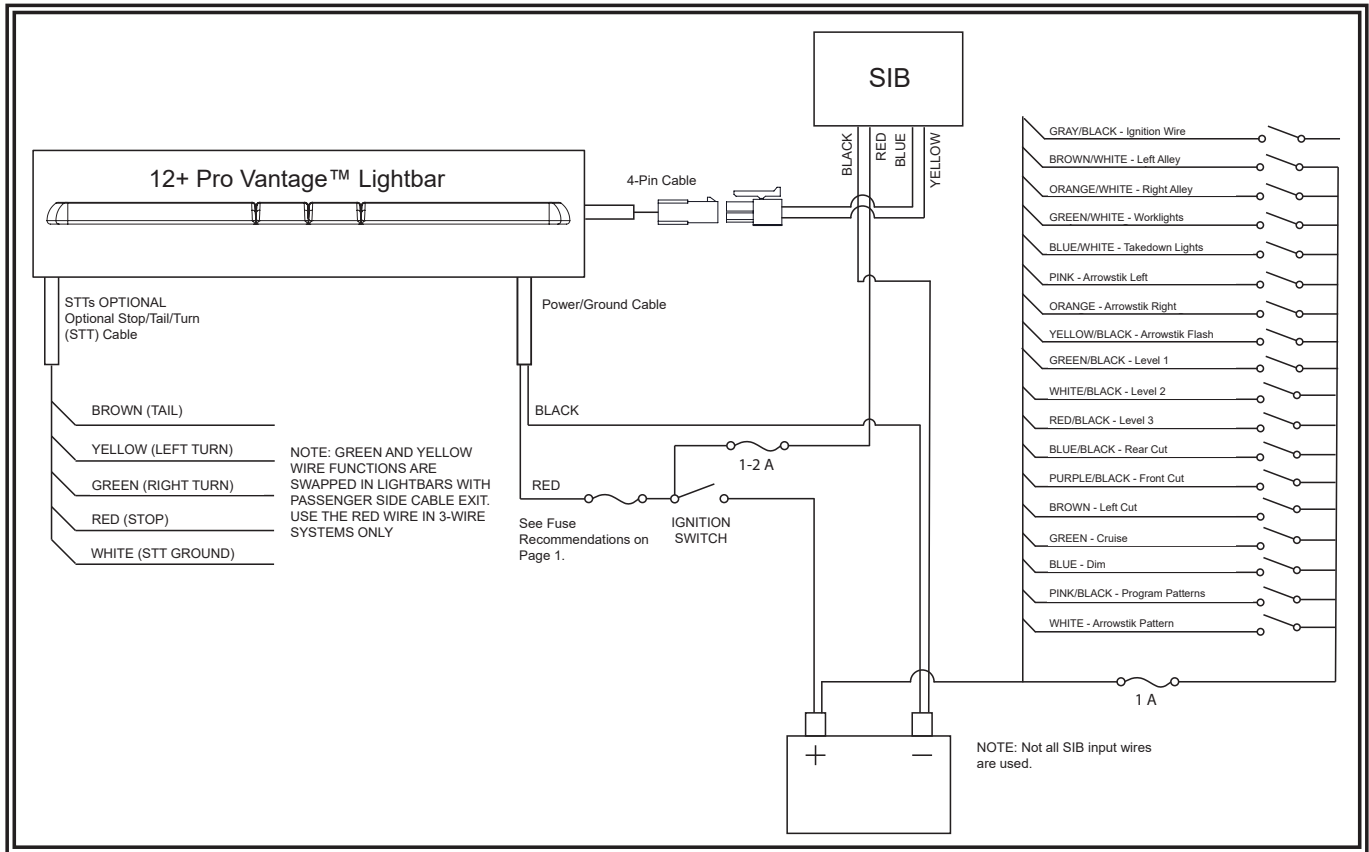 SIB
BLACK
RED
BLUE
YELLOW
12+ Pro Vantage™ Lightbar
4-Pin Cable
STTs OPTIONAL
Optional Stop/Tail/Turn
(STT) Cable
Power/Ground Cable
BROWN (TAIL)
YELLOW (LEFT TURN)
GREEN (RIGHT TURN)
RED (STOP)
WHITE (STT GROUND)
NOTE: GREEN AND YELLOW
WIRE FUNCTIONS ARE
SWAPPED IN LIGHTBARS WITH
PASSENGER SIDE CABLE EXIT.
USE THE RED WIRE IN 3-WIRE
SYSTEMS ONLY
BLACK
RED
1-2 A
See Fuse
Recommendations on
Page 1.
IGNITION
SWITCH
GRAY/BLACK - Ignition Wire
BROWN/WHITE - Left Alley
ORANGE/WHITE - Right Alley
GREEN/WHITE - Worklights
BLUE/WHITE - Takedown Lights
PINK - Arrowstik Left
ORANGE - Arrowstik Right
YELLOW/BLACK - Arrowstik Flash
GREEN/BLACK - Level 1
WHITE/BLACK - Level 2
RED/BLACK - Level 3
BLUE/BLACK - Rear Cut
PURPLE/BLACK - Front Cut
BROWN - Left Cut
GREEN - Cruise
BLUE - Dim
PINK/BLACK - Program Patterns
WHITE - Arrowstik Pattern
1 A
+ −
NOTE: Not all SIB input wires
are used.